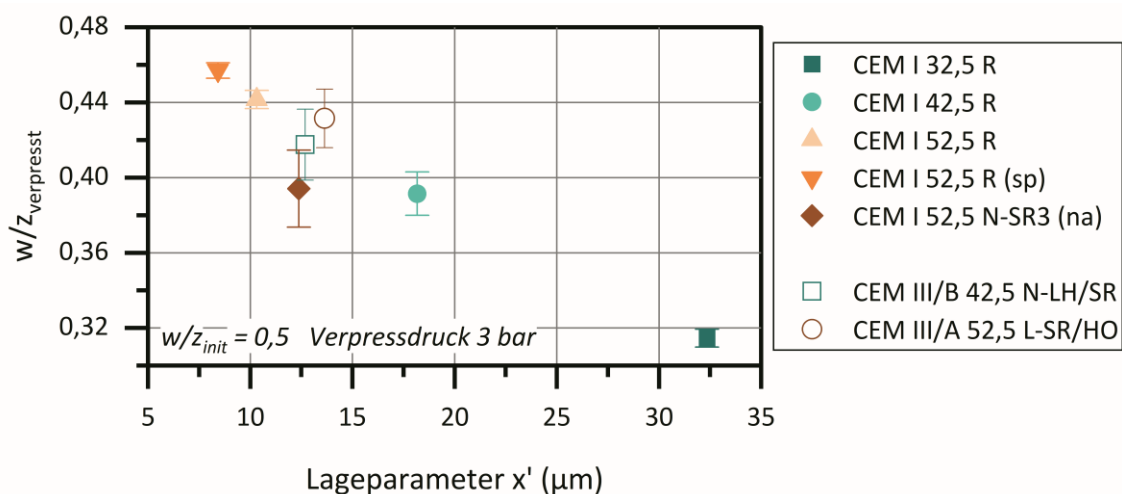 0,48
0,44
0,40
0,36
0,32
w/z_verpresst
w/z_init = 0,5 Verpressdruck 3 bar
5 10 15 20 25 30 35
Lageparameter x' (µm)
CEM I 32,5 R
CEM I 42,5 R
CEM I 52,5 R
CEM I 52,5 R (sp)
CEM I 52,5 N-SR3 (na)
CEM III/B 42,5 N-LH/SR
CEM III/A 52,5 L-SR/HO